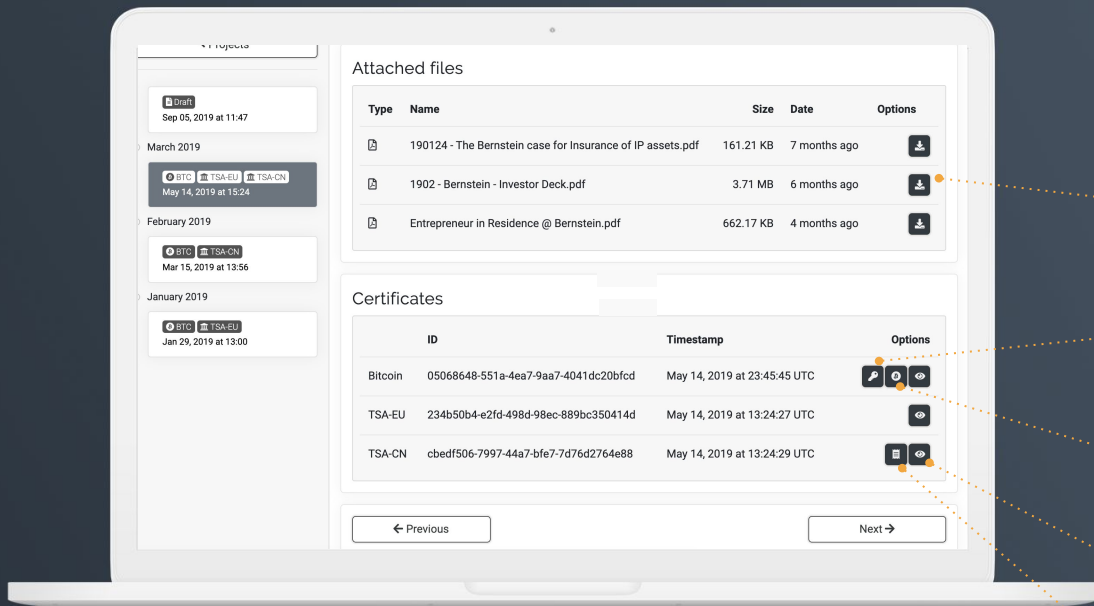 Projects
Draft
Sep 05, 2019 at 11:47
March 2019
BTC TSA-EU TSA-CN
May 14, 2019 at 15:24
February 2019
BTC TSA-CN
Mar 15, 2019 at 13:56
January 2019
BTC TSA-EU
Jan 29, 2019 at 13:00
Attached files
Type Name Size Date Options
190124 - The Bernstein case for Insurance of IP assets.pdf 161.21 KB 7 months ago
1902 - Bernstein - Investor Deck.pdf 3.71 MB 6 months ago
Entrepreneur in Residence @ Bernstein.pdf 662.17 KB 4 months ago
Certificates
ID Timestamp Options
Bitcoin 05068648-551a-4ea7-9aa7-4041dc20bfcd May 14, 2019 at 23:45:45 UTC
TSA-EU 234b50b4-e2fd-498d-98ec-889bc350414d May 14, 2019 at 13:24:27 UTC
TSA-CN cbedf506-7997-44a7-bfe7-7d76d2764e88 May 14, 2019 at 13:24:29 UTC
← Previous
Next →